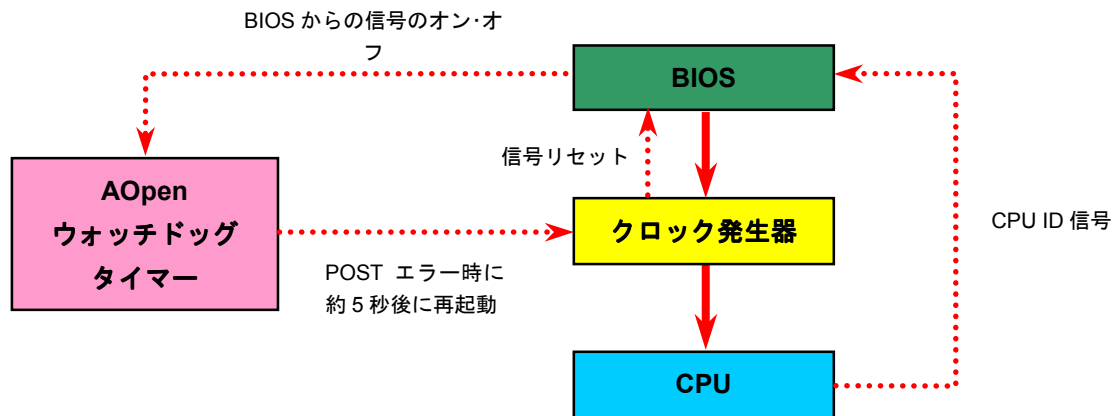 BIOS からの信号のオン･オ
フ
BIOS
信号リセット
AOpen
ウォッチドッグ
タイマー
クロック発生器
CPU ID 信号
POST エラー時に
約 5 秒後に再起動
CPU